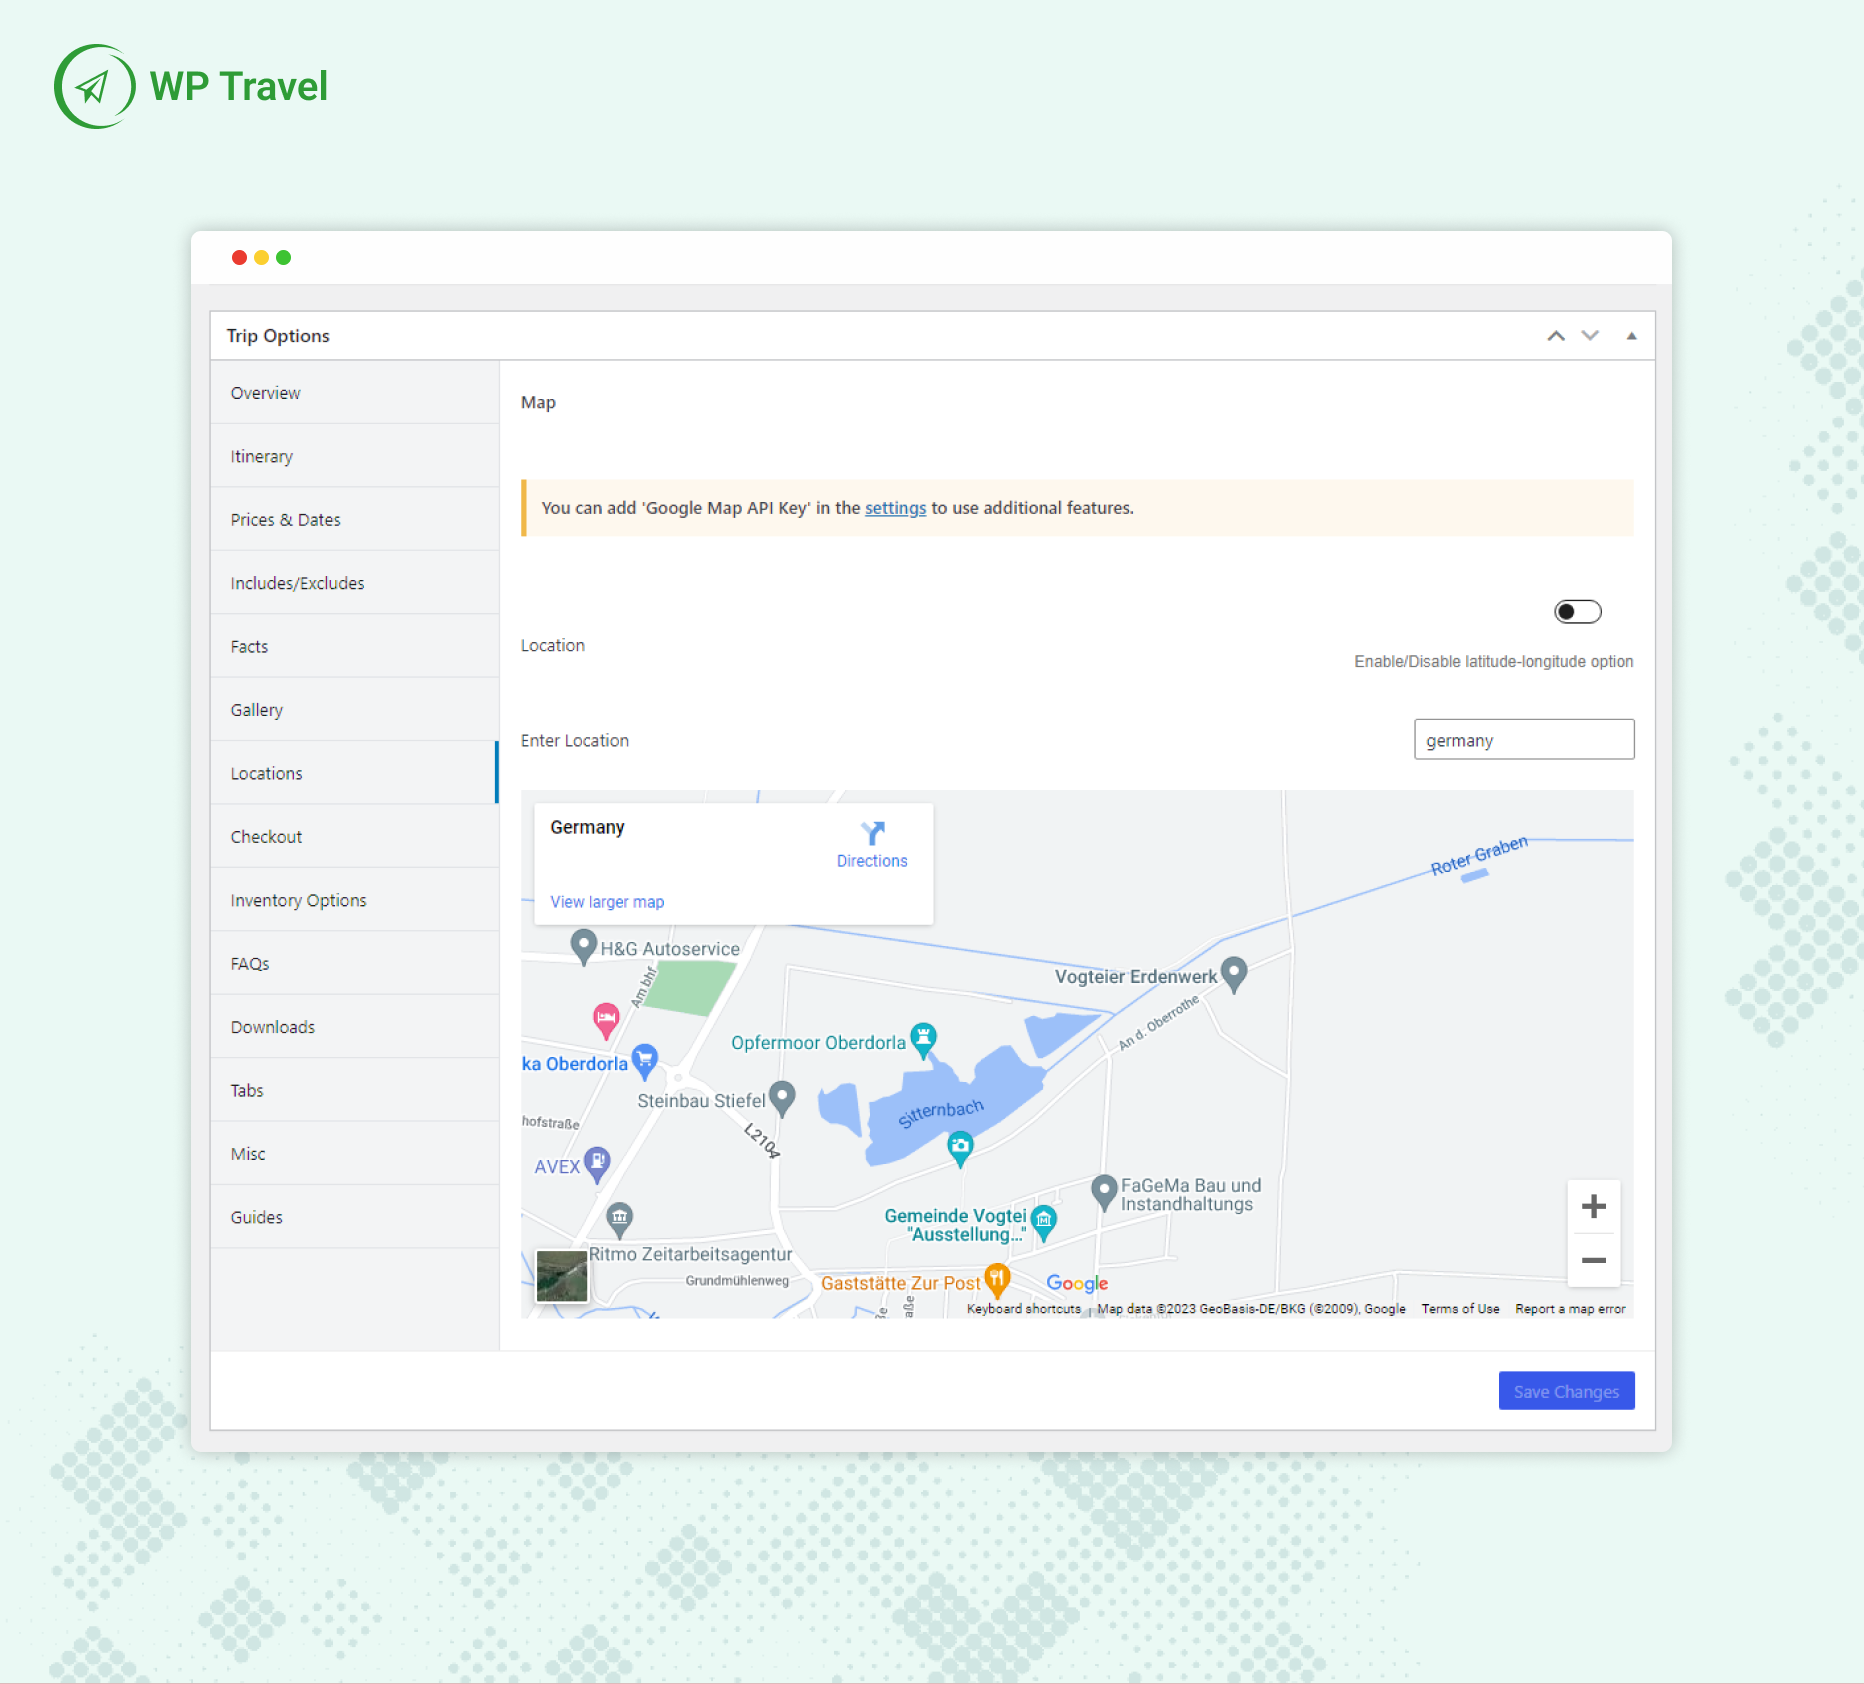 WP Travel
Trip Options
Overview
Itinerary
Prices & Dates
Includes/Excludes
Facts
Gallery
Locations
Checkout
Inventory Options
FAQs
Downloads
Tabs
Misc
Guides
Map
You can add 'Google Map API Key' in the settings to use additional features.
Location
Enable/Disable latitude-longitude option
Enter Location
germany
Germany
Directions
View larger map
Roter Graben
H&G Autoservice
Am bhf
Vogteier Erdenwerk
An d. Oberrothe
Opfermoor Oberdorla
ka Oberdorla
Steinbau Stiefel
Sitternbach
hofstraße
L2104
AVEX
FaGeMa Bau und
Instandhaltungs
Gemeinde Vogtei
"Ausstellung..."
Ritmo Zeitarbeitsagentur
Grundmühlenweg
Gaststätte Zur Post
Google
aße
Keyboard shortcuts
Map data ©2023 GeoBasis-DE/BKG (©2009), Google
Terms of Use
Report a map error
Save Changes